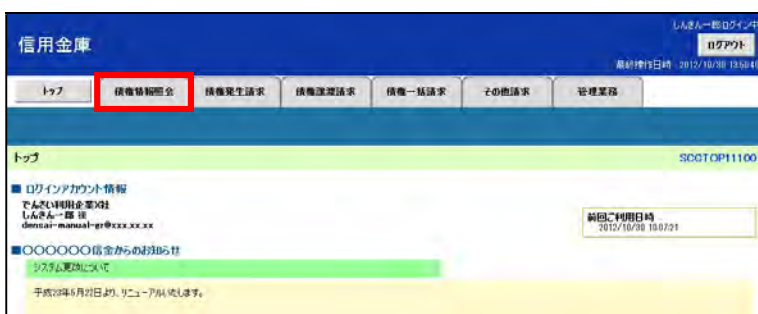 しんきん一郎ログイン中
信用金庫
ログアウト
最終操作日時 2012/10/30 13:50:40
トップ 債権情報照会 債権発生請求 債権譲渡請求 債権一括請求 その他請求 管理業務
トップ SCGTOP11100
■ ログインアカウント情報
でんさい利用企業X社
しんきん一郎 様
densai-manual-gr@xxx.xx.xx
前回ご利用日時
2012/10/30 10:07:21
■〇〇〇〇〇〇信金からのお知らせ
システム更改について
平成23年5月22日より、リニューアルいたします。